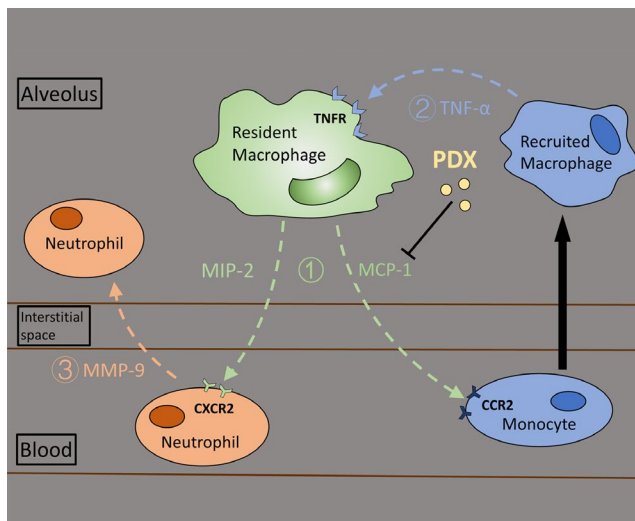 Alveolus
TNFR
② TNF-α
Resident
Macrophage
PDX
Recruited
Macrophage
Neutrophil
MIP-2
①
MCP-1
Interstitial
space
③ MMP-9
CXCR2
Neutrophil
CCR2
Monocyte
Blood